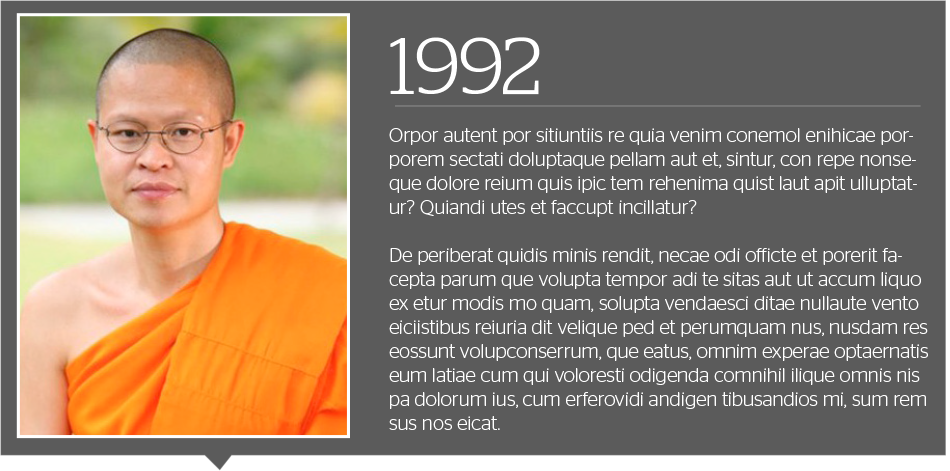 1992
Orpor autent por sitiuntiis re quia venim conemol enihicae por-
porem sectati doluptaque pellam aut et, sintur, con repe nonse-
que dolore reium quis ipic tem rehenima quist laut apit ulluptat-
ur? Quiandi utes et faccupt incillatur?
De periberat quidis minis rendit, necae odi officte et porerit fa-
cepta parum que volupta tempor adi te sitas aut ut accum liquo
ex etur modis mo quam, solupta vendaesci ditae nullaute vento
eiciistibus reiuria dit velique ped et perumquam nus, nusdam res
eossunt volupconserrum, que eatus, omnim experae optaernatis
eum latiae cum qui voloresti odigenda comnihil ilique omnis nis
pa dolorum ius, cum erferovidi andigen tibusandios mi, sum rem
sus nos eicat.